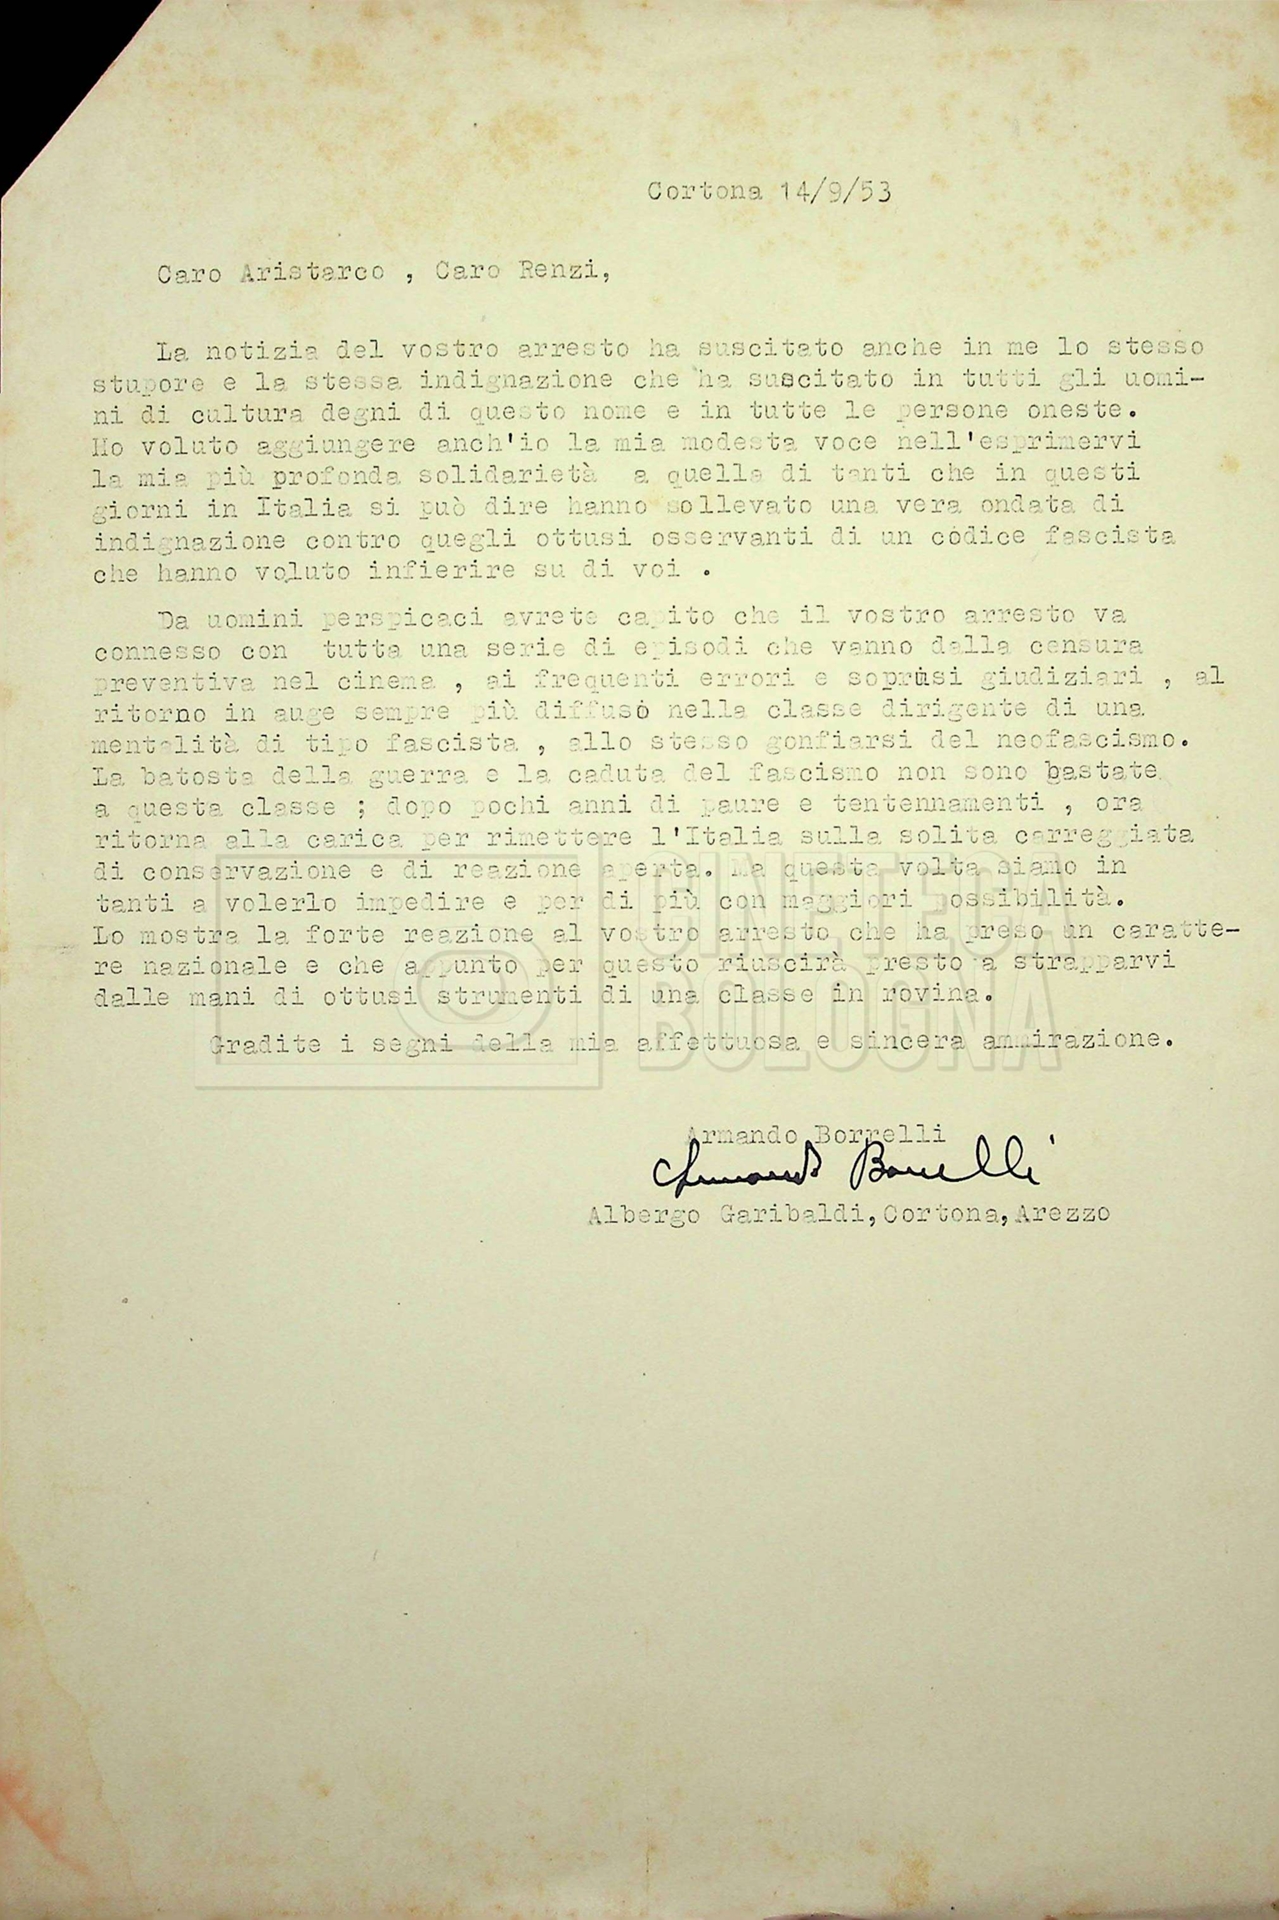 Cortona 14/9/53
Caro Aristarco , Caro Renzi,
La notizia del vostro arresto ha suscitato anche in me lo stesso
stupore e la stessa indignazione che ha suscitato in tutti gli uomi-
ni di cultura degni di questo nome e in tutte le persone oneste.
Ho voluto aggiungere anch'io la mia modesta voce nell'esprimervi
la mia più profonda solidarietà a quella di tanti che in questi
giorni in Italia si può dire hanno sollevato una vera ondata di
indignazione contro quegli ottusi osservanti di un codice fascista
che hanno voluto infierire su di voi .
Da uomini perspicaci avrete capito che il vostro arresto va
connesso con tutta una serie di episodi che vanno dalla censura
preventiva nel cinema , ai frequenti errori e soprusi giudiziari , al
ritorno in auge sempre più diffuso nella classe dirigente di una
mentalità di tipo fascista , allo stesso gonfiarsi del neofascismo.
La batosta della guerra e la caduta del fascismo non sono bastate
a questa classe ; dopo pochi anni di paure e tentennamenti , ora
ritorna alla carica per rimettere l'Italia sulla solita carreggiata
di conservazione e di reazione aperta. Ma questa volta siamo in
tanti a volerlo impedire e per di più con maggiori possibilità.
Lo mostra la forte reazione al vostro arresto che ha preso un caratte-
re nazionale e che appunto per questo riuscirà presto a strapparvi
dalle mani di ottusi strumenti di una classe in rovina.
Gradite i segni della mia affettuosa e sincera ammirazione.
Armando Borrelli
Armando Borrelli
Albergo Garibaldi,Cortona,Arezzo
CINETECA
BOLOGNA